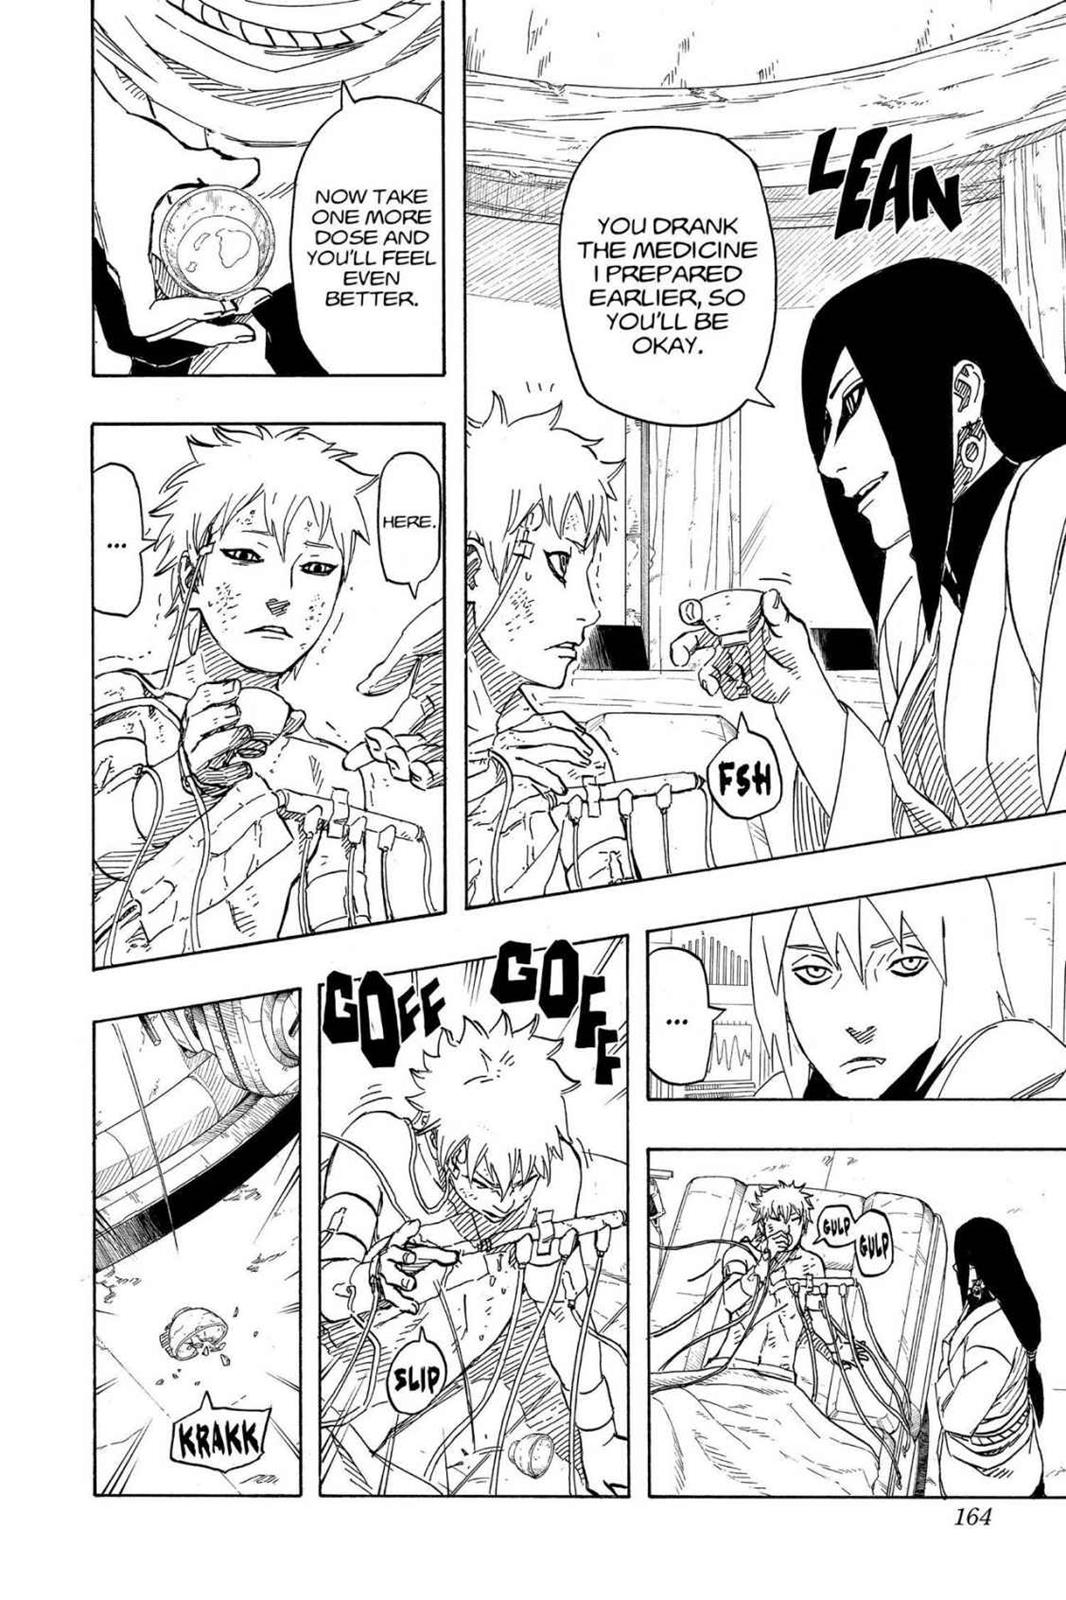 LEAN
YOU DRANK
THE MEDICINE
I PREPARED
EARLIER, SO
YOU'LL BE
OKAY.
FSH
NOW TAKE
ONE MORE
DOSE AND
YOU'LL FEEL
EVEN
BETTER.
HERE.
...
...
GULP
GULP
GOFF
GOFF
SLIP
KRAKK
164